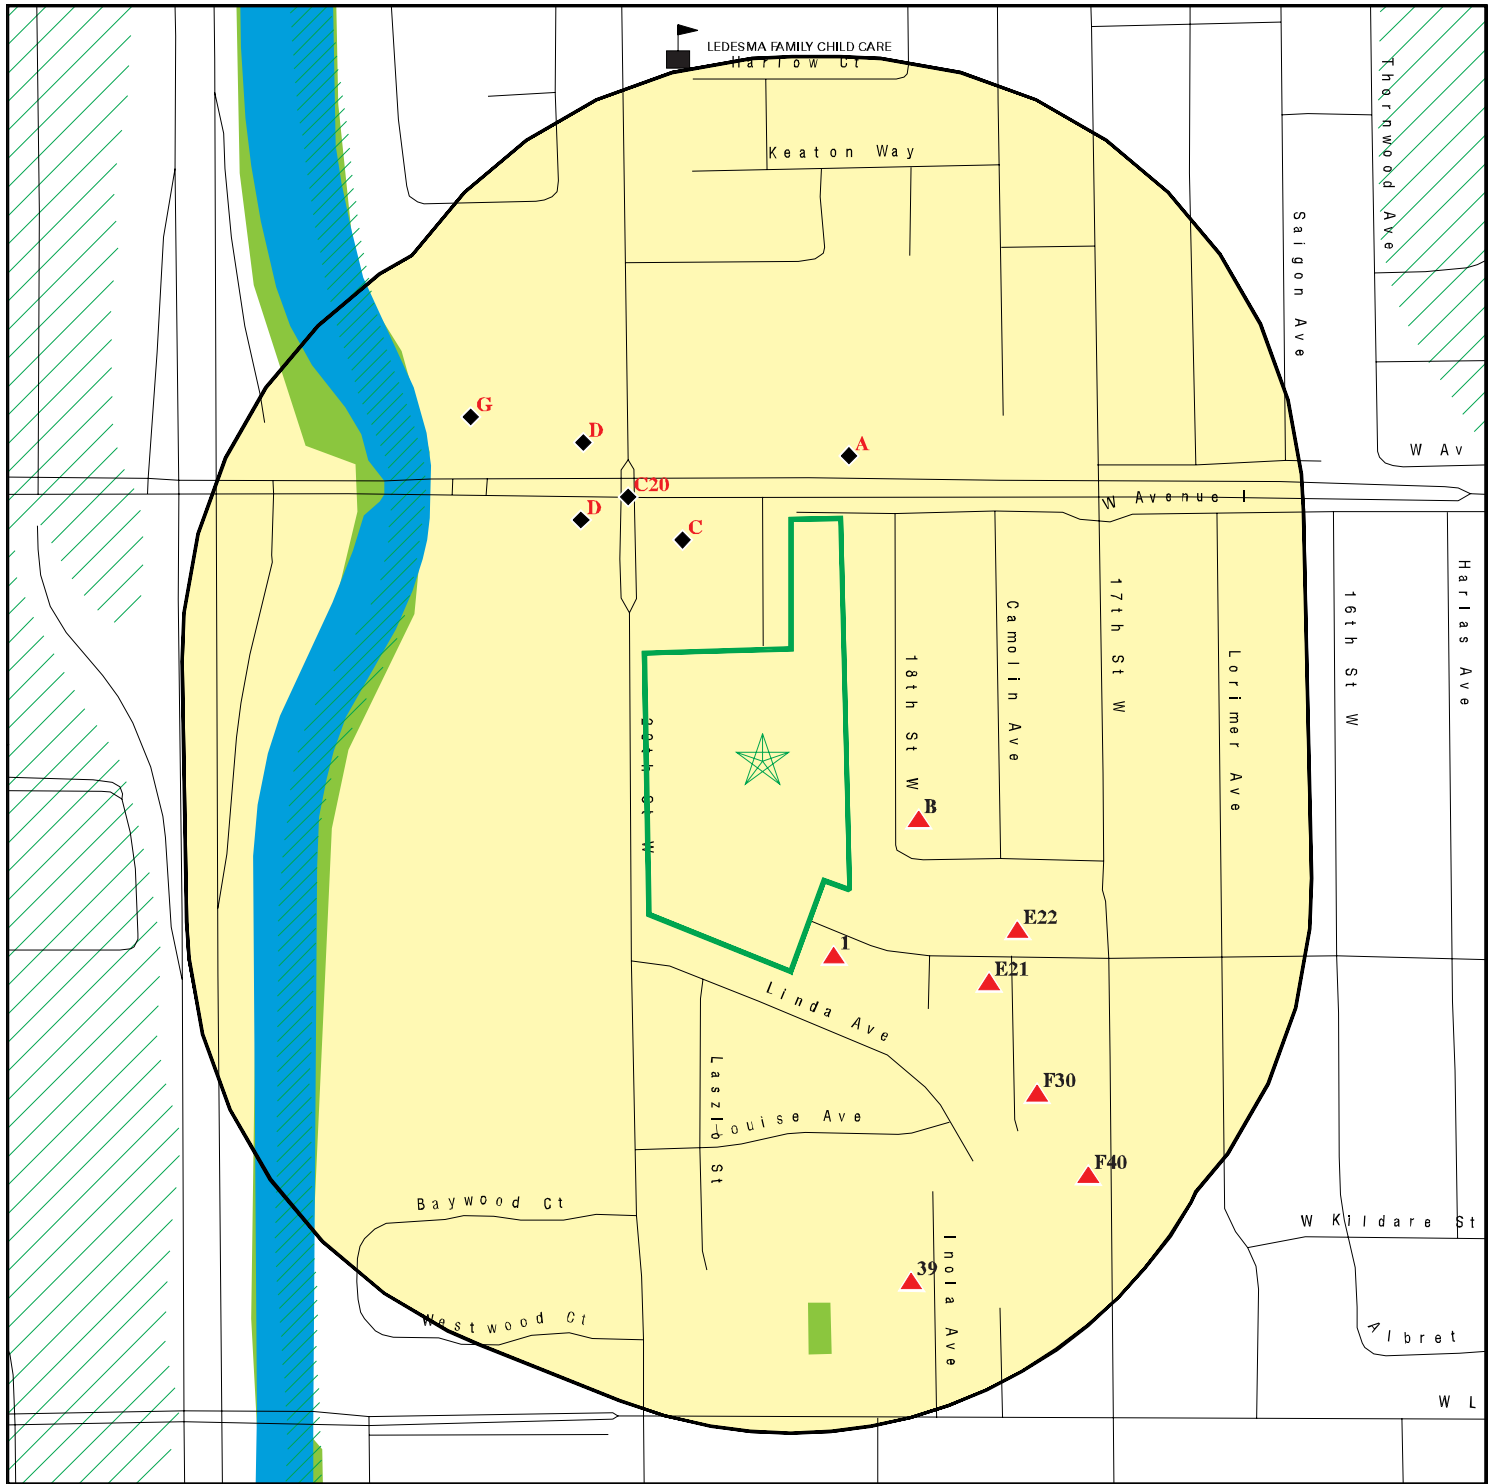 LEDESMA FAMILY CHILD CARE
Harlow Ct
Keaton Way
Thornwood Ave
Saigon Ave
G
D
A
W Av
C20
W Avenue I
D
C
17th St W
16th St W
Harlas Ave
Camolin Ave
18th St W
Lorimer Ave
20th St W
B
E22
1
E21
Linda Ave
Laszlo St
F30
Louise Ave
F40
Baywood Ct
W Kildare St
Inola Ave
39
Westwood Ct
Albret
W L